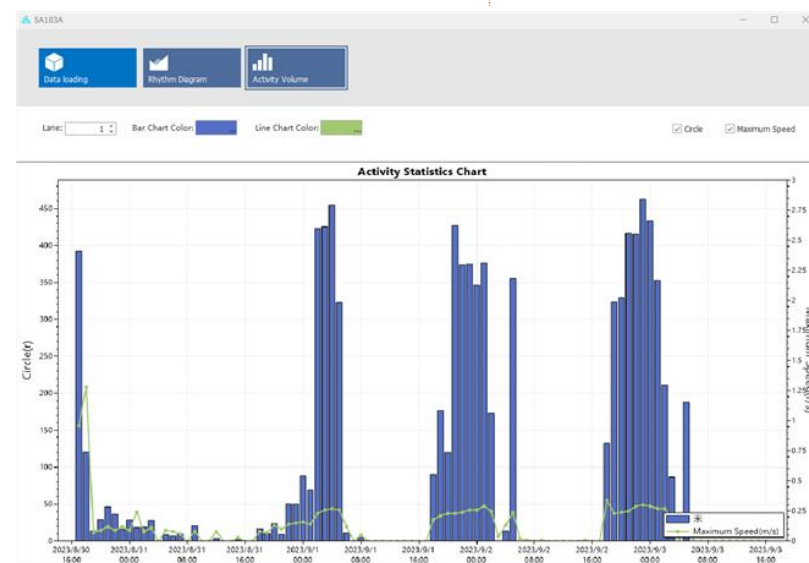 SA103A
Data loading
Rhythm Diagram
Activity Volume
Lane: 1 Bar Chart Color: ... Line Chart Color: ... Circle Maximum Speed
Activity Statistics Chart
Circle(r)
450
400
350
300
250
200
150
100
50
0
3
2.75
2.5
2.25
2
1.75
1.5
1.25
1
0.75
0.5
0.25
0
米
Maximum Speed(m/s)
2023/8/30 2023/8/31 2023/8/31 2023/8/31 2023/9/1 2023/9/1 2023/9/1 2023/9/2 2023/9/2 2023/9/2 2023/9/3 2023/9/3 2023/9/3
16:00 00:00 08:00 16:00 00:00 08:00 16:00 00:00 08:00 16:00 00:00 08:00 16:00